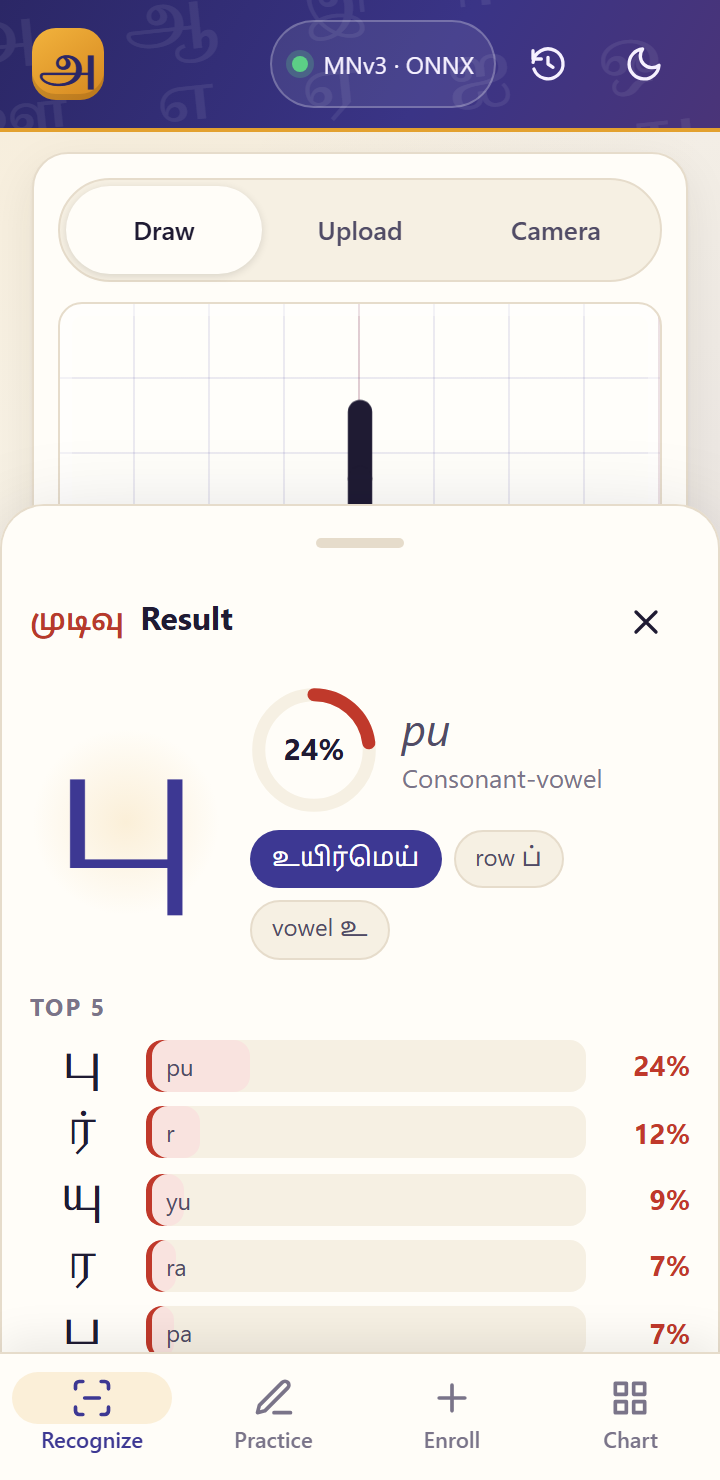 அ MNv3 · ONNX
Draw Upload Camera
முடிவு Result
பு 24% pu
Consonant-vowel
உயிர்மெய் row ப்
vowel உ
TOP 5
பு pu 24%
ர் r 12%
யு yu 9%
ர ra 7%
ப pa 7%
Recognize Practice Enroll Chart